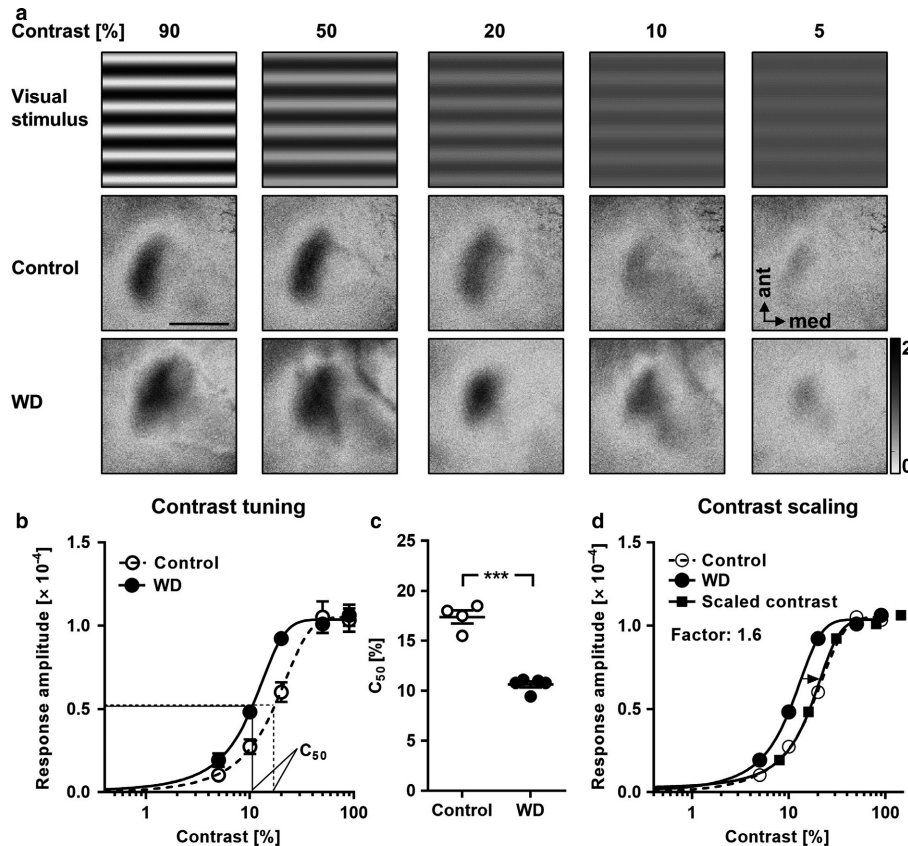 a
Contrast [%] 90 50 20 10 5
Visual
stimulus
Control
ant
med
WD
2
0
b
Contrast tuning
Response amplitude [× 10⁻⁴]
1.5
1.0
0.5
0.0
Control
WD
C₅₀
1 10 100
Contrast [%]
c
C₅₀ [%]
25
20
15
10
5
0
***
Control WD
d
Contrast scaling
Response amplitude [× 10⁻⁴]
1.5
1.0
0.5
0.0
Control
WD
Scaled contrast
Factor: 1.6
1 10 100
Contrast [%]